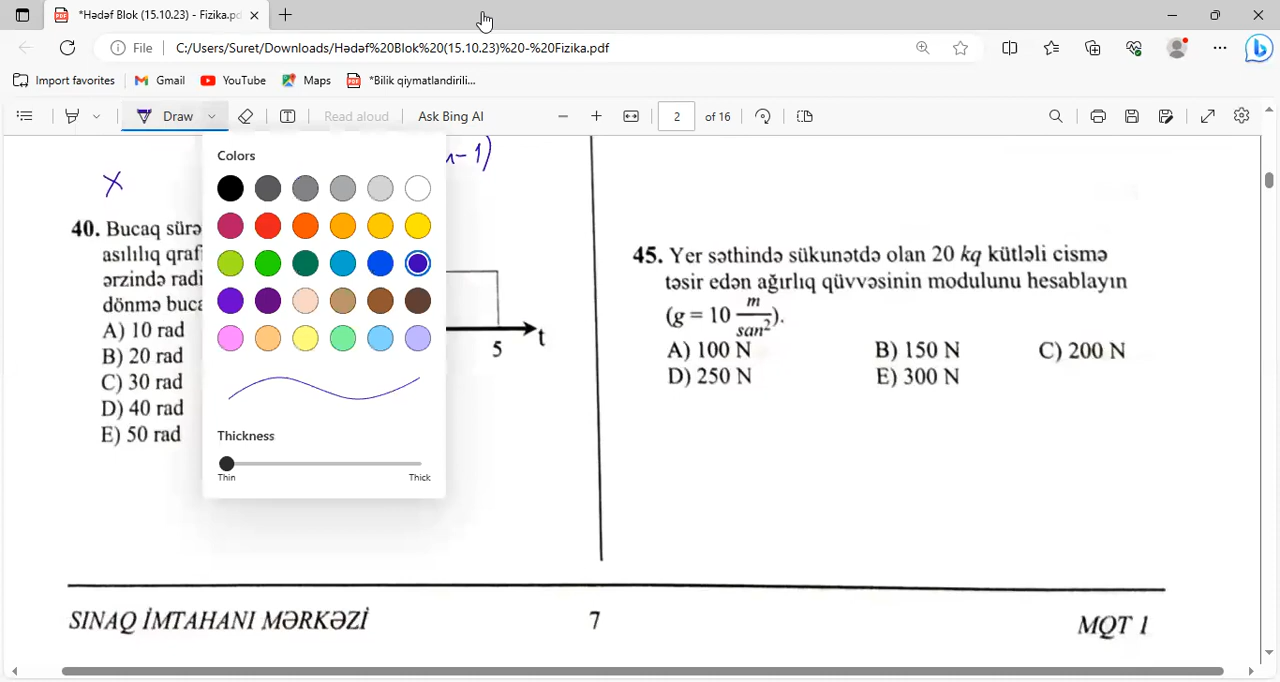 *Hədəf Blok (15.10.23) - Fizika.pd
File C:/Users/Suret/Downloads/Hədəf%20Blok%20(15.10.23)%20-%20Fizika.pdf
Import favorites Gmail YouTube Maps *Bilik qiymatlandirili...
Draw Read aloud Ask Bing AI 2 of 16
Colors
Thickness
Thin Thick
-1)
x
40. Bucaq sürə
asılılıq qraf
ərzində radi
dönmə buca
A) 10 rad
B) 20 rad
C) 30 rad
D) 40 rad
E) 50 rad
5 t
45. Yer səthində sükunətdə olan 20 kq kütləli cismə
təsir edən ağırlıq qüvvəsinin modulunu hesablayın
(g = 10 m/san²).
A) 100 N B) 150 N C) 200 N
D) 250 N E) 300 N
SINAQ İMTAHANI MƏRKƏZİ 7 MQT 1